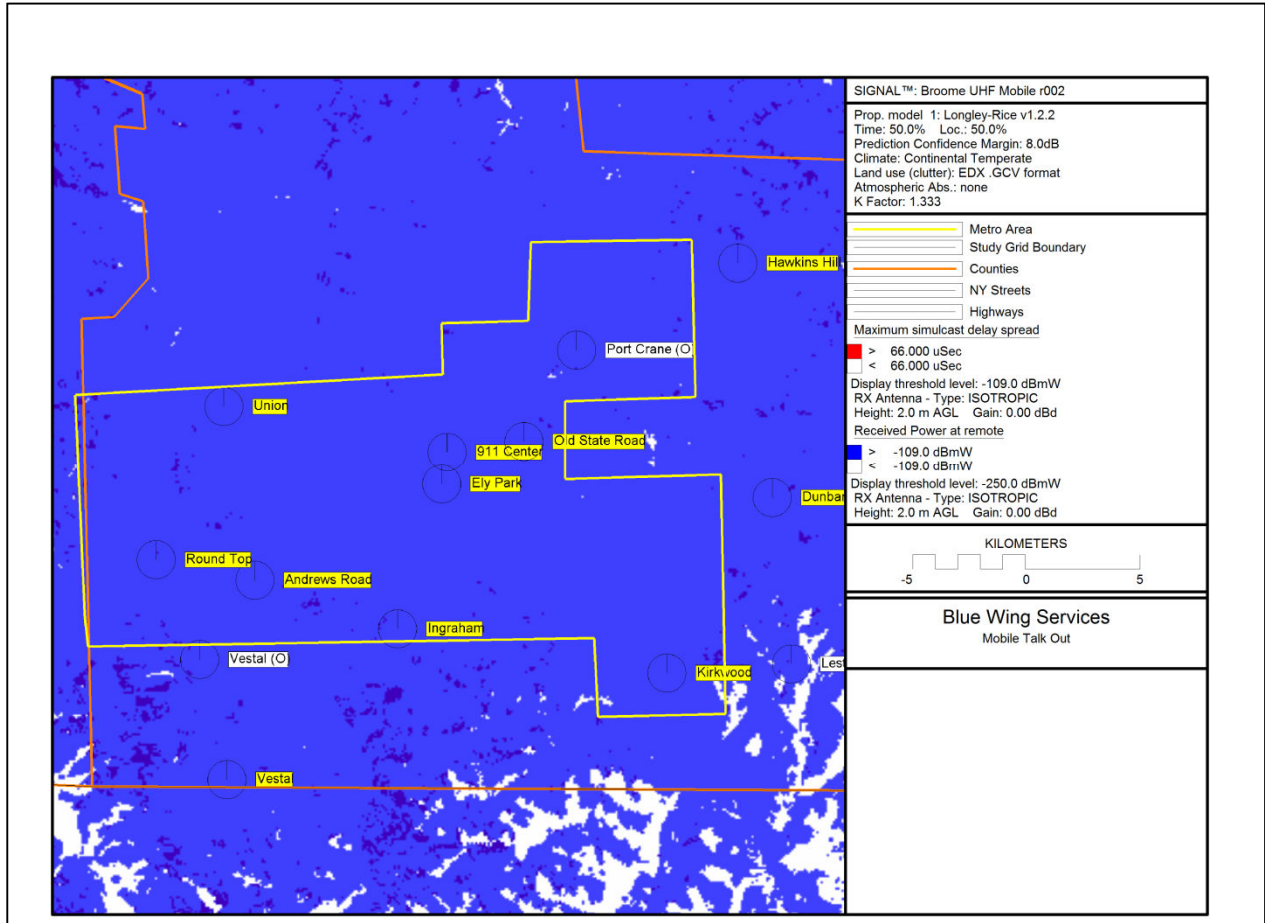 Hawkins Hill
Port Crane (O)
Union
Old State Road
911 Center
Ely Park
Dunbar
Round Top
Andrews Road
Ingraham
Vestal (O)
Kirkwood
Lest
Vestal
SIGNAL™: Broome UHF Mobile r002
Prop. model 1: Longley-Rice v1.2.2
Time: 50.0% Loc.: 50.0%
Prediction Confidence Margin: 8.0dB
Climate: Continental Temperate
Land use (clutter): EDX .GCV format
Atmospheric Abs.: none
K Factor: 1.333
Metro Area
Study Grid Boundary
Counties
NY Streets
Highways
Maximum simulcast delay spread
> 66.000 uSec
< 66.000 uSec
Display threshold level: -109.0 dBmW
RX Antenna - Type: ISOTROPIC
Height: 2.0 m AGL Gain: 0.00 dBd
Received Power at remote
> -109.0 dBmW
< -109.0 dBmW
Display threshold level: -250.0 dBmW
RX Antenna - Type: ISOTROPIC
Height: 2.0 m AGL Gain: 0.00 dBd
KILOMETERS
-5 0 5
Blue Wing Services
Mobile Talk Out